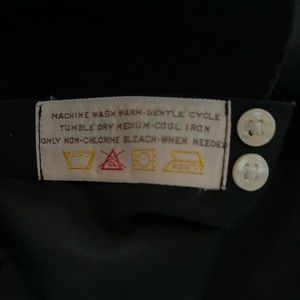 MACHINE WASH WARM·GENTLE CYCLE
TUMBLE DRY MEDIUM·COOL IRON
ONLY NON-CHLORINE BLEACH·WHEN NEEDED